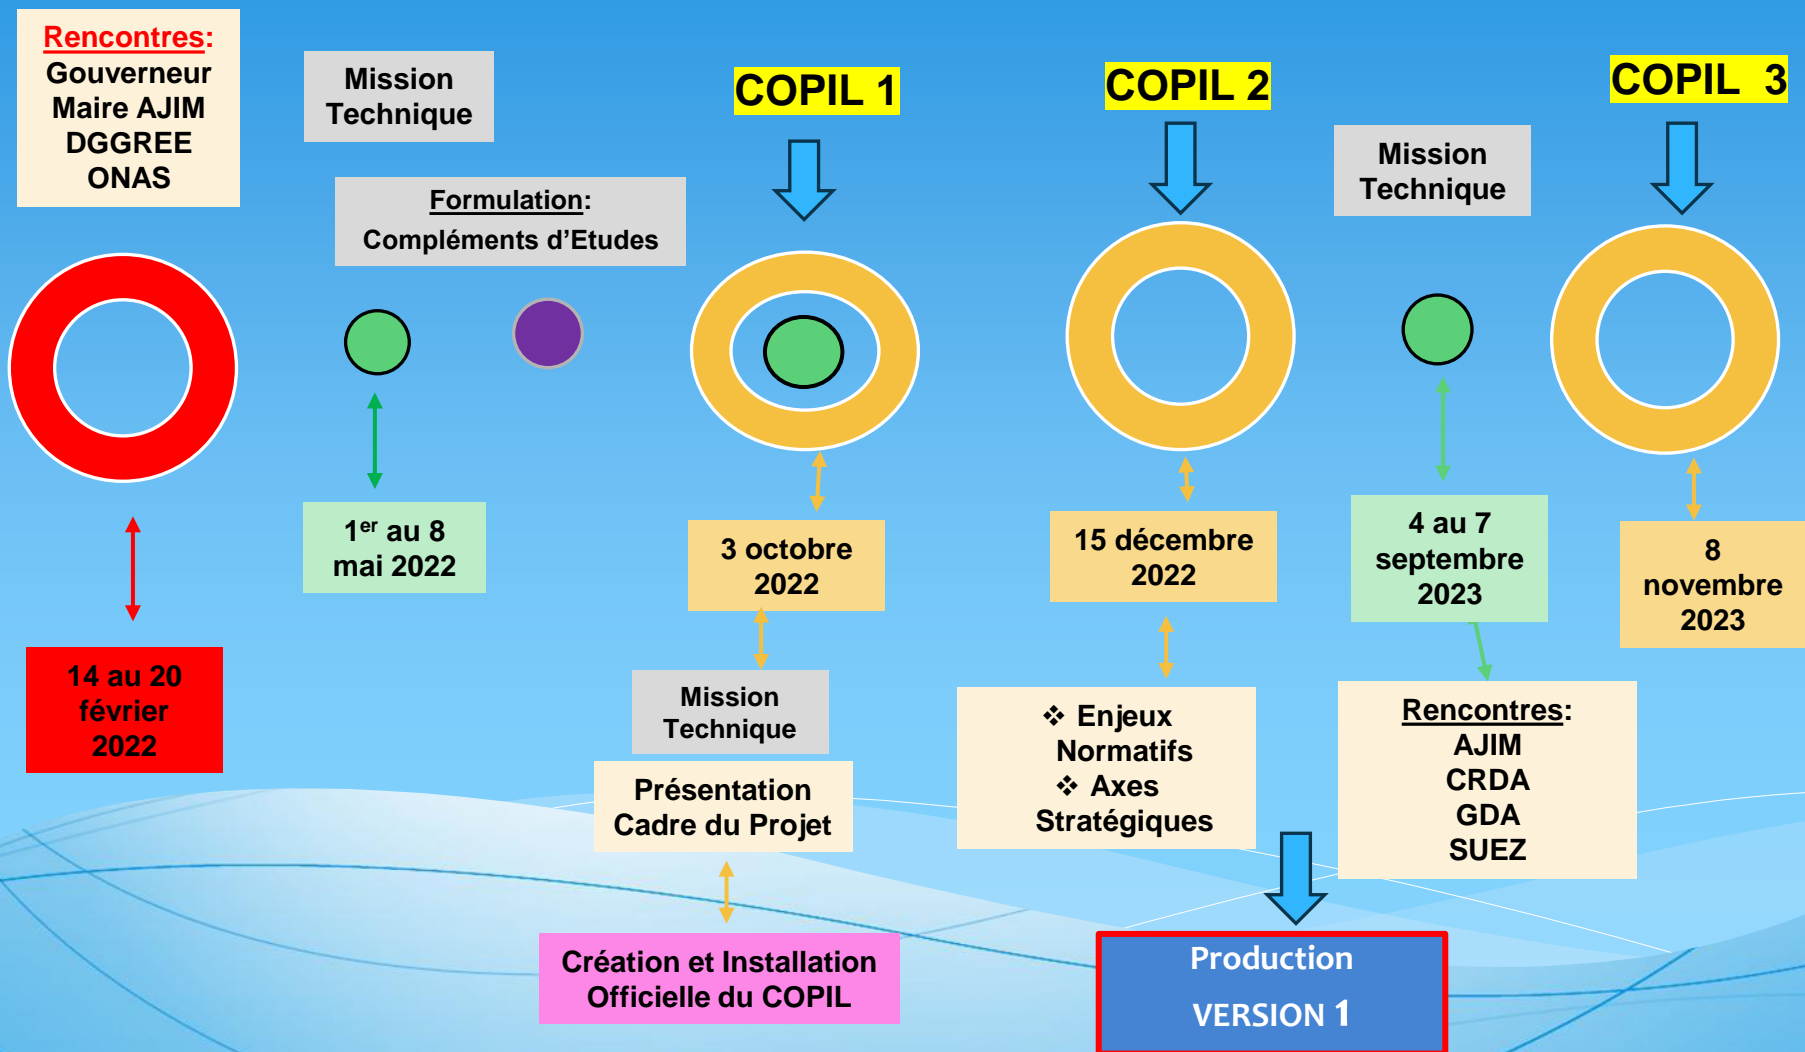 Rencontres:
Gouverneur
Maire AJIM
DGGREE
ONAS
14 au 20
février
2022
Mission
Technique
Formulation:
Compléments d'Etudes
1er au 8
mai 2022
COPIL 1
3 octobre
2022
Mission
Technique
Présentation
Cadre du Projet
Création et Installation
Officielle du COPIL
COPIL 2
15 décembre
2022
❖ Enjeux
Normatifs
❖ Axes
Stratégiques
Production
VERSION 1
Mission
Technique
4 au 7
septembre
2023
Rencontres:
AJIM
CRDA
GDA
SUEZ
COPIL 3
8
novembre
2023